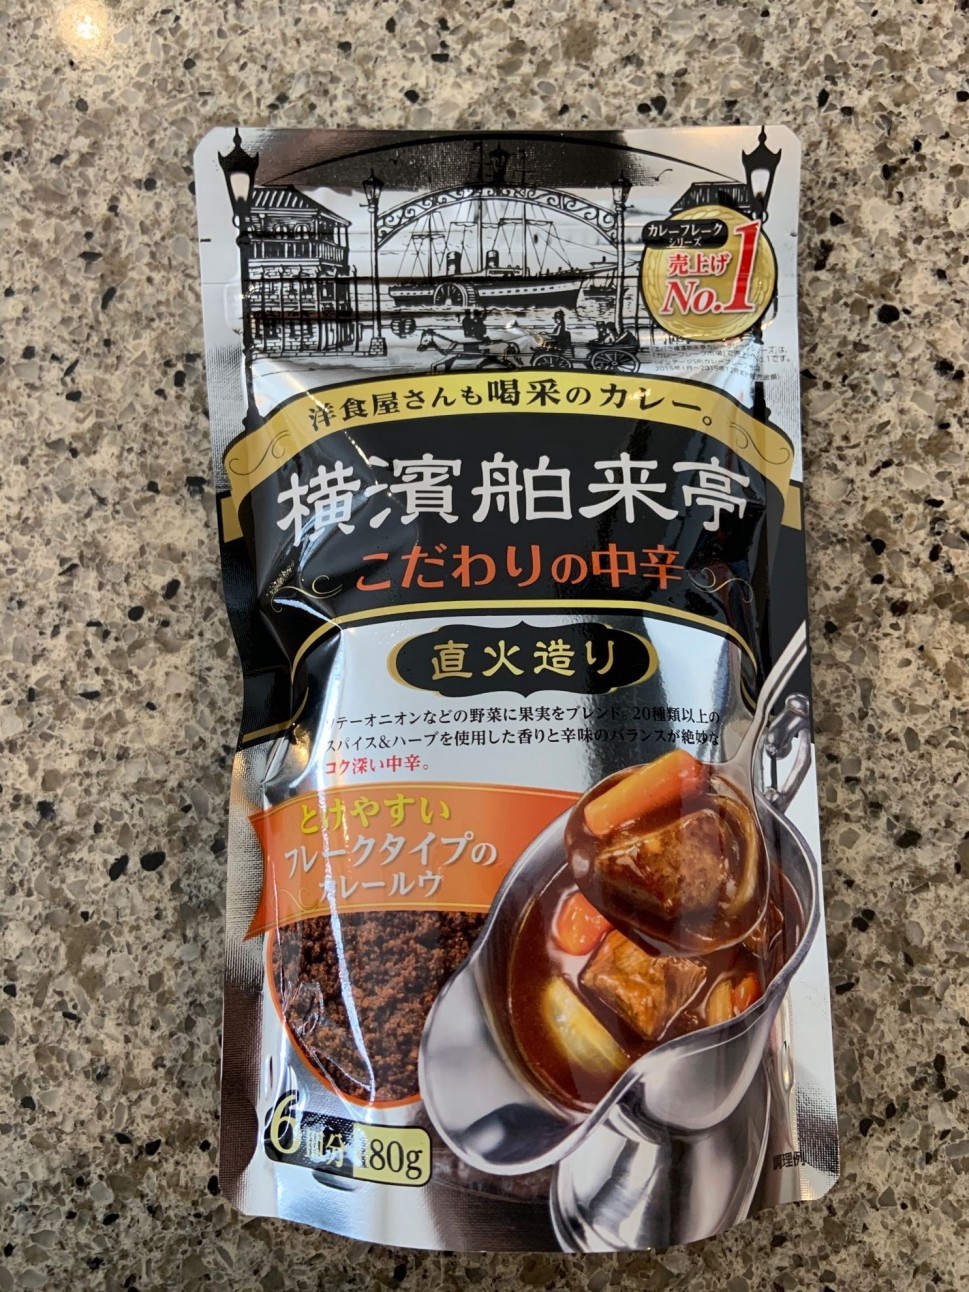 カレーフレーク
シリーズ
売上げ
No.1
洋食屋さんも喝采のカレー。
横濱舶来亭
こだわりの中辛
直火造り
ソテーオニオンなどの野菜に果実をブレンド。20種類以上の
スパイス&ハーブを使用した香りと辛味のバランスが絶妙な
コク深い中辛。
とけやすい
フレークタイプの
カレールウ
6皿分
80g
調理例